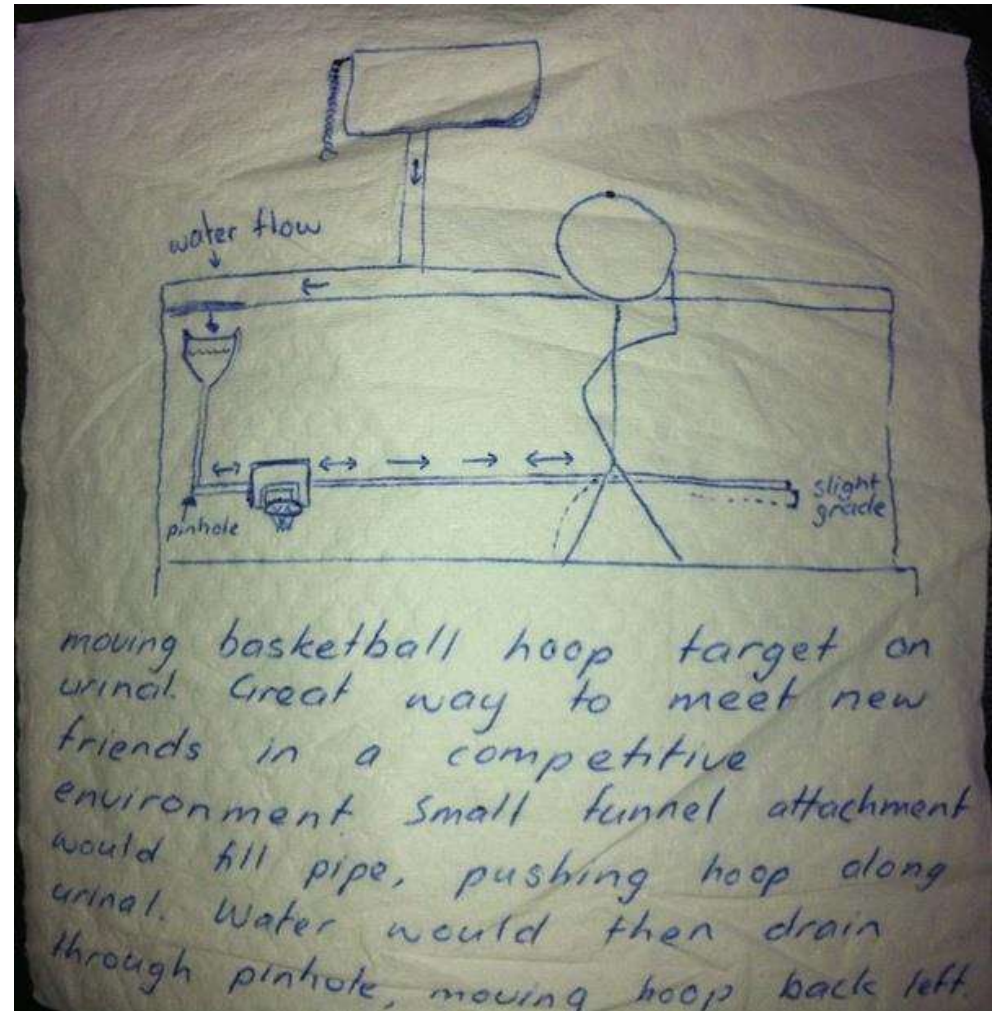 water flow
pinhole
slight
grade
moving basketball hoop target on
urinal. Great way to meet new
friends in a competitive
environment. Small funnel attachment
would fill pipe, pushing hoop along
urinal. Water would then drain
through pinhole, moving hoop back left.